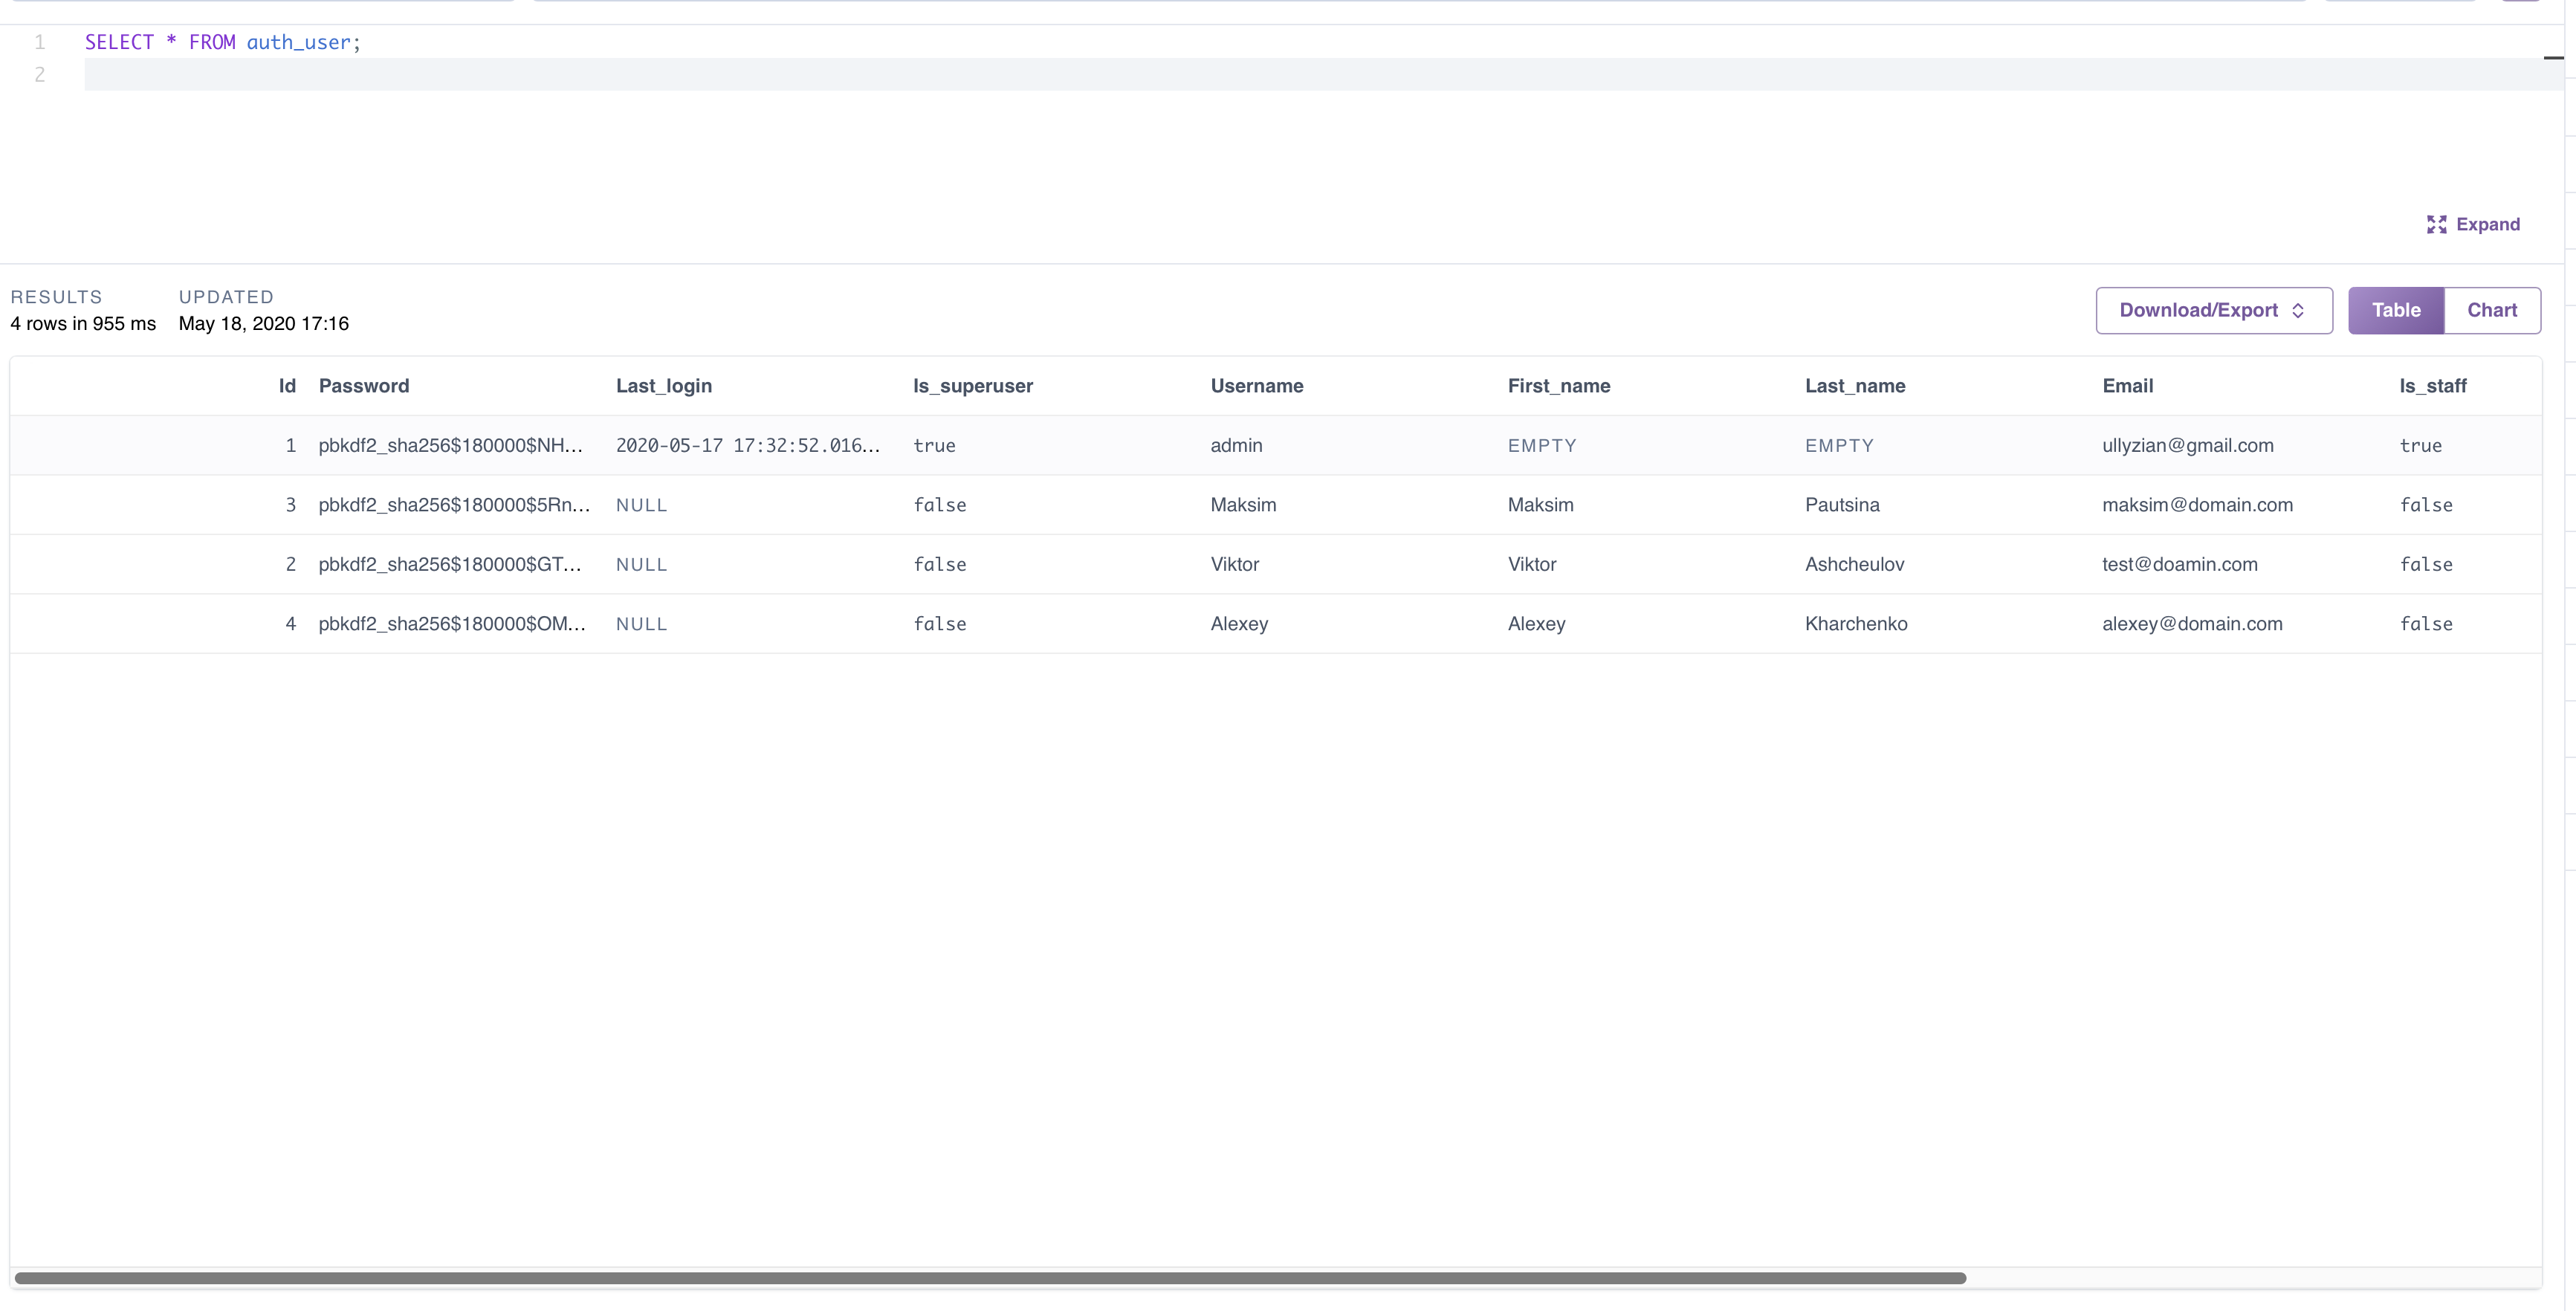 1 SELECT * FROM auth_user;
2
Expand
RESULTS UPDATED
4 rows in 955 ms May 18, 2020 17:16
Download/Export Table Chart
Id Password Last_login Is_superuser Username First_name Last_name Email Is_staff
1 pbkdf2_sha256$180000$NH... 2020-05-17 17:32:52.016... true admin EMPTY EMPTY ullyzian@gmail.com true
3 pbkdf2_sha256$180000$5Rn... NULL false Maksim Maksim Pautsina maksim@domain.com false
2 pbkdf2_sha256$180000$GT... NULL false Viktor Viktor Ashcheulov test@doamin.com false
4 pbkdf2_sha256$180000$OM... NULL false Alexey Alexey Kharchenko alexey@domain.com false